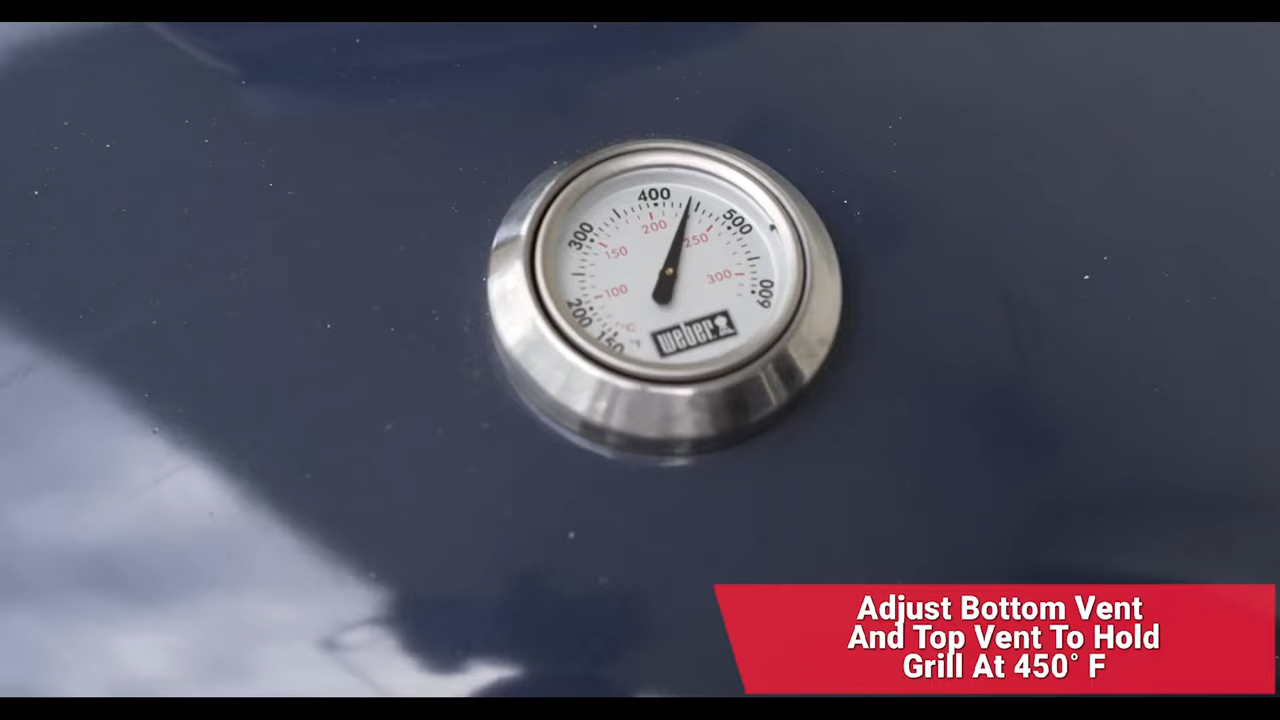 400
500
300
200
250
150
300
100
600
200
150
°C
°F
weber
Adjust Bottom Vent
And Top Vent To Hold
Grill At 450° F